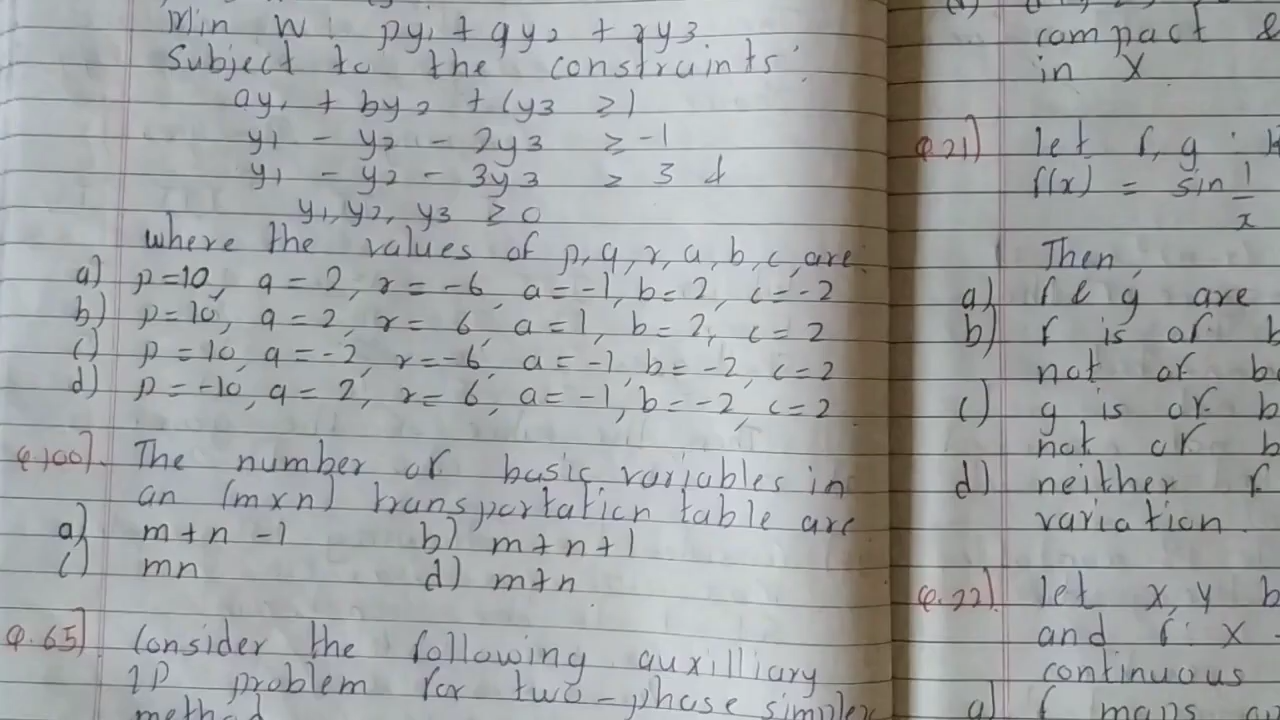 Min W: py1 + qy2 + ry3
Subject to the constraints:
ay1 + by2 + (y3 ≥ 1
y1 - y2 - 2y3 ≥ -1
y1 - y2 - 3y3 ≥ 3 &
y1, y2, y3 ≥ 0
where the values of p, q, r, a, b, c, are:
a) p=10, q=2, r=-6, a=-1, b=2, c=-2
b) p=10, q=2, r=6, a=1, b=2, c=2
c) p=10, q=-2, r=-6, a=-1, b=-2, c=2
d) p=-10, q=2, r=6, a=-1, b=-2, c=2
Q.100]. The number of basic variables in
an (m×n) transportation table are
a) m+n-1 b) m+n+1
c) mn d) m+n
Q.65] Consider the following auxilliary
LP problem for two-phase simplex
method
compact &
in X
Q.21) let f, g :
f(x) = sin 1/x
Then,
a) f & g are
b) f is of b
not of
c) g is of b
not of b
d) neither f
variation.
Q.22). let x, y b
and f: X
continuous
a) f maps